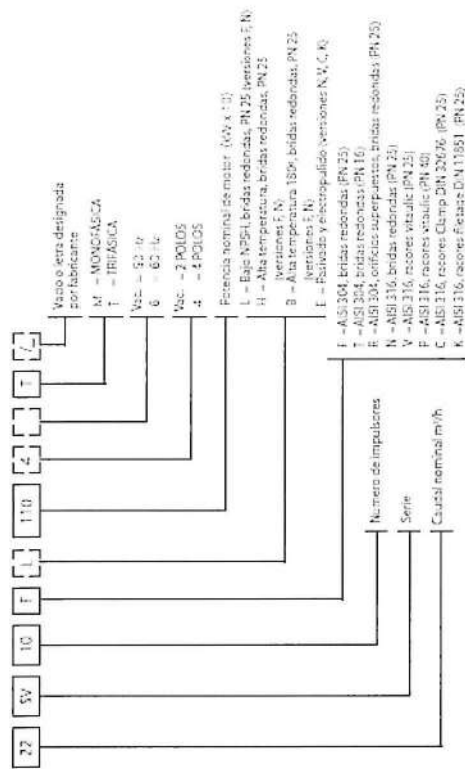 22 SV 10 F L 110 4 T /_
Vacío o letra designada
por fabricante
M – MONOFÁSICA
T – TRIFÁSICA
Vac. – 50 Hz
6 – 60 Hz
Vac. – 2 POLOS
4 – 4 POLOS
Potencia nominal de motor (kW x 10)
L – Bajo NPSH, bridas redondas, PN 25 (versiones F, N)
H – Alta temperatura, bridas redondas, PN 25
(versiones F, N)
B – Alta temperatura 180º, bridas redondas, PN 25
(versiones F, N)
E – Pasivado y electropulido (versiones N, V, C, K)
F – AISI 304, bridas redondas (PN 25)
T – AISI 304, bridas redondas (PN 16)
R – AISI 304, orificios superpuestos, bridas redondas (PN 25)
N – AISI 316, bridas redondas (PN 25)
V – AISI 316, racores vitaulic (PN 25)
P – AISI 316, racores vitaulic (PN 40)
C – AISI 316, racores Clamp DIN 32676 (PN 25)
K – AISI 316, racores DIN 11851 (PN 25)
Número de impulsores
Serie
Caudal nominal m³/h